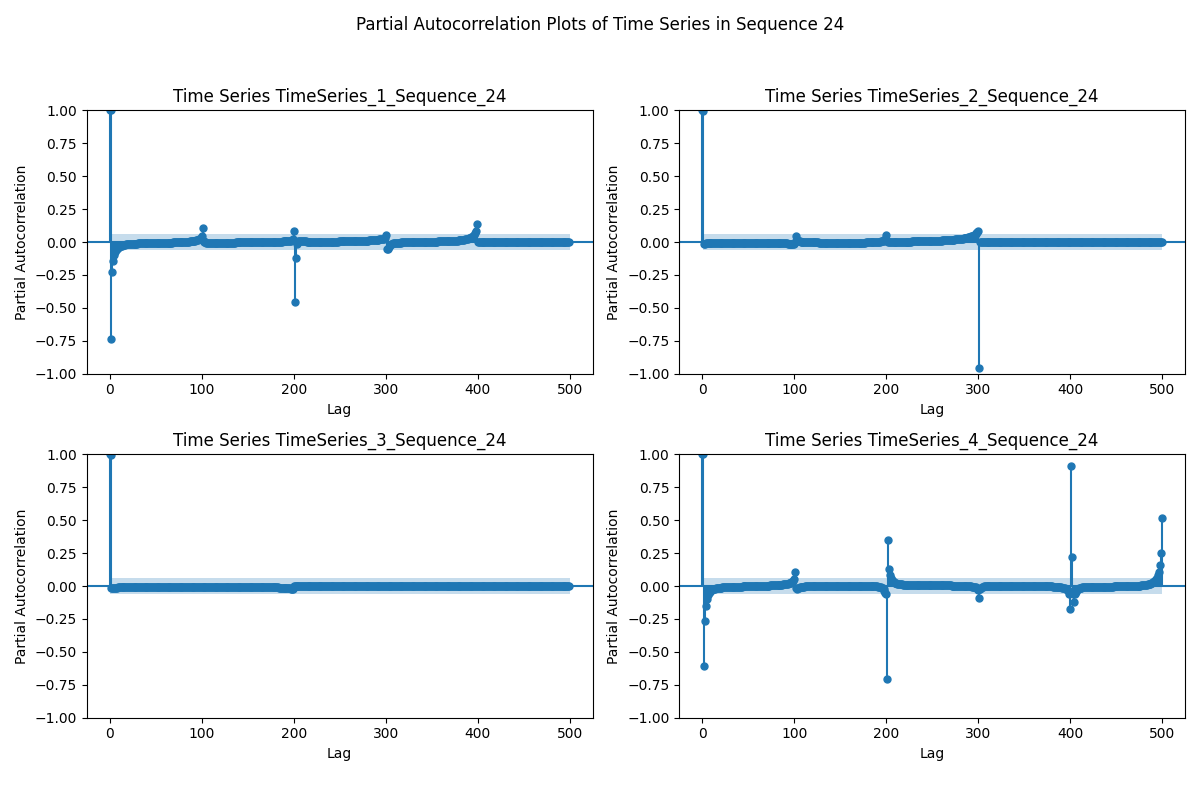 Partial Autocorrelation Plots of Time Series in Sequence 24
Time Series TimeSeries_1_Sequence_24
1.00
0.75
0.50
0.25
0.00
−0.25
−0.50
−0.75
−1.00
Partial Autocorrelation
0 100 200 300 400 500
Lag
Time Series TimeSeries_2_Sequence_24
1.00
0.75
0.50
0.25
0.00
−0.25
−0.50
−0.75
−1.00
Partial Autocorrelation
0 100 200 300 400 500
Lag
Time Series TimeSeries_3_Sequence_24
1.00
0.75
0.50
0.25
0.00
−0.25
−0.50
−0.75
−1.00
Partial Autocorrelation
0 100 200 300 400 500
Lag
Time Series TimeSeries_4_Sequence_24
1.00
0.75
0.50
0.25
0.00
−0.25
−0.50
−0.75
−1.00
Partial Autocorrelation
0 100 200 300 400 500
Lag